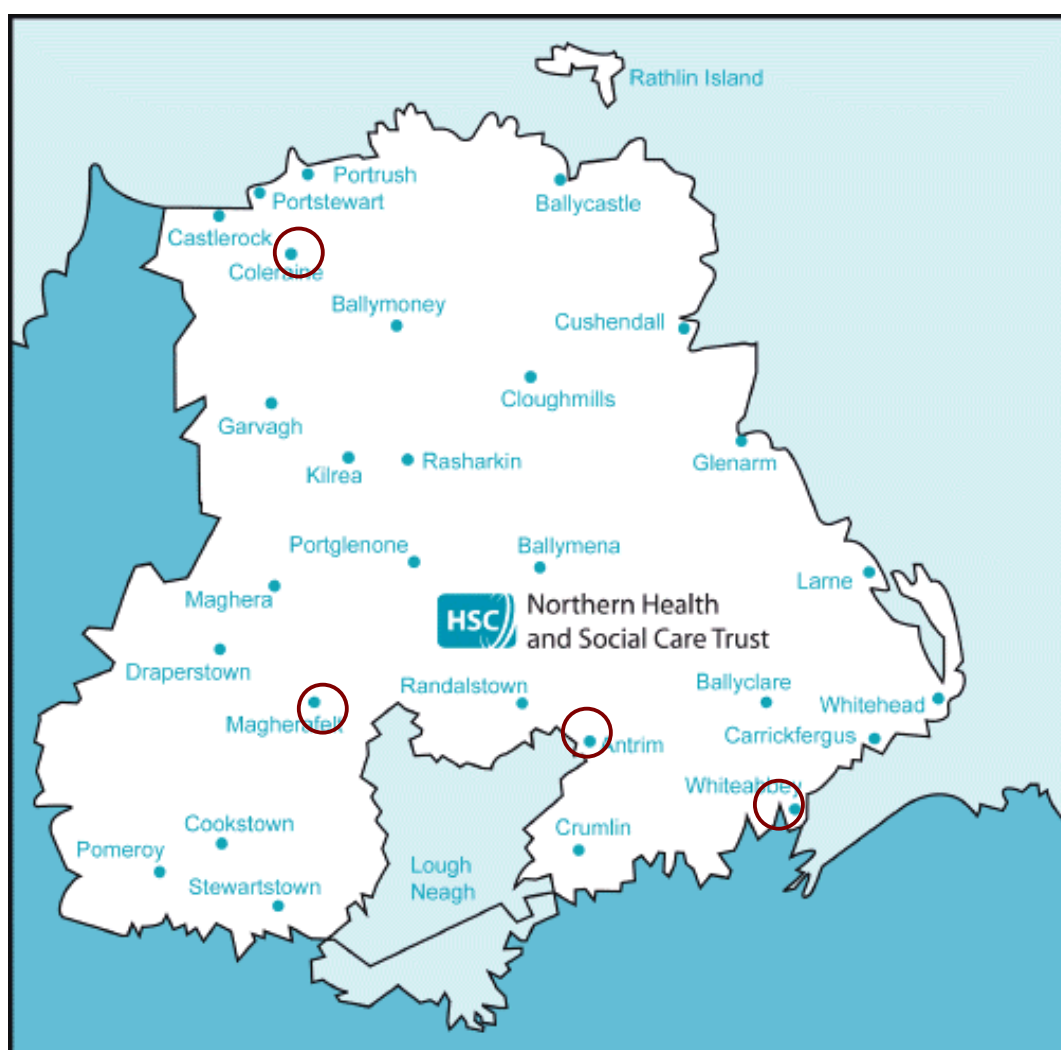 Rathlin Island
Portrush
Portstewart
Ballycastle
Castlerock
Coleraine
Ballymoney
Cushendall
Cloughmills
Garvagh
Glenarm
Rasharkin
Kilrea
Portglenone
Ballymena
Larne
Maghera
HSC
Northern Health
and Social Care Trust
Draperstown
Randalstown
Ballyclare
Whitehead
Magherafelt
Carrickfergus
Antrim
Whiteabbey
Cookstown
Crumlin
Pomeroy
Lough
Neagh
Stewartstown